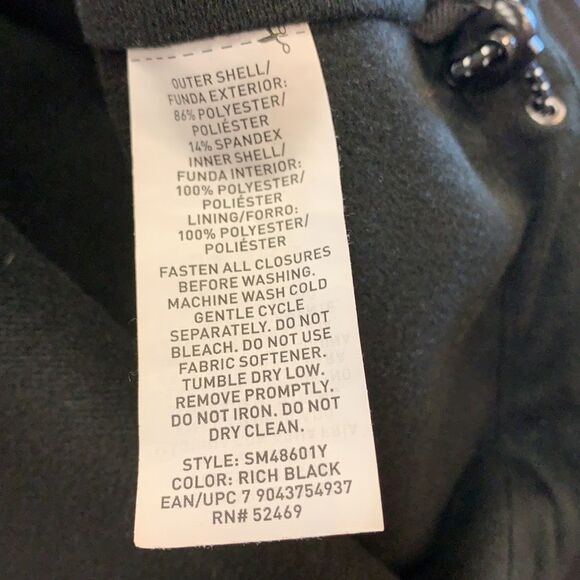 OUTER SHELL/
FUNDA EXTERIOR:
86% POLYESTER/
POLIÉSTER
14% SPANDEX
INNER SHELL/
FUNDA INTERIOR:
100% POLYESTER/
POLIÉSTER
LINING/FORRO:
100% POLYESTER/
POLIÉSTER
FASTEN ALL CLOSURES
BEFORE WASHING.
MACHINE WASH COLD
GENTLE CYCLE
SEPARATELY. DO NOT
BLEACH. DO NOT USE
FABRIC SOFTENER.
TUMBLE DRY LOW.
REMOVE PROMPTLY.
DO NOT IRON. DO NOT
DRY CLEAN.
STYLE: SM48601Y
COLOR: RICH BLACK
EAN/UPC 7 9043754937
RN# 52469